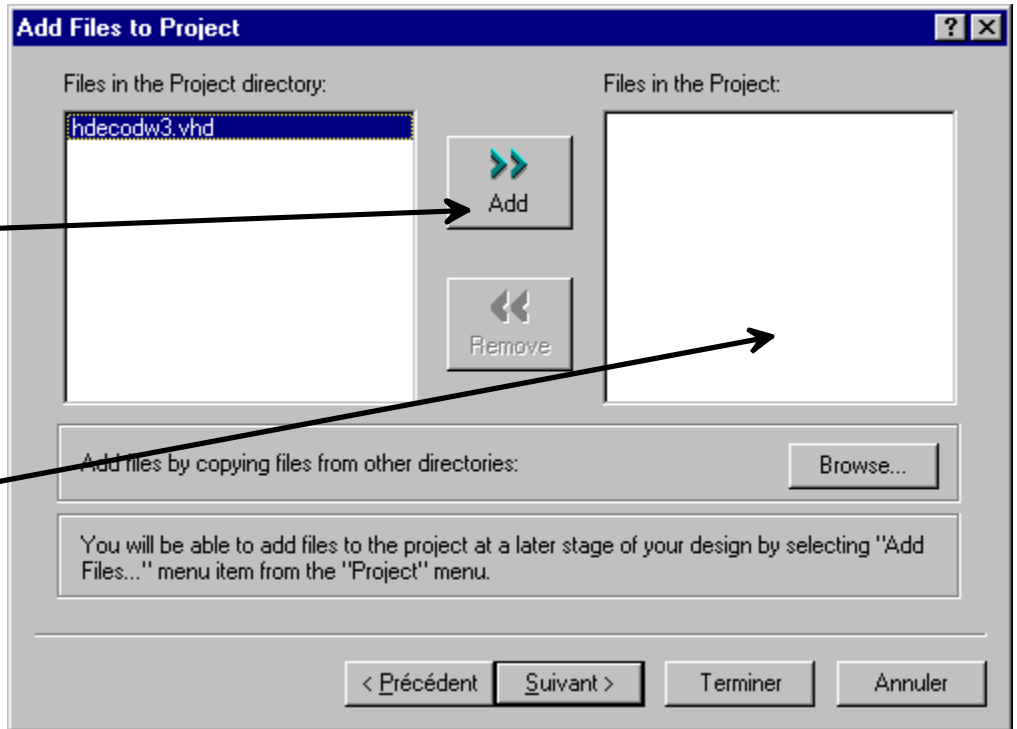 Add Files to Project
Files in the Project directory:
Files in the Project:
hdecodw3.vhd
>>
Add
<<
Remove
Add files by copying files from other directories:
Browse...
You will be able to add files to the project at a later stage of your design by selecting "Add
Files..." menu item from the "Project" menu.
< Précédent
Suivant >
Terminer
Annuler